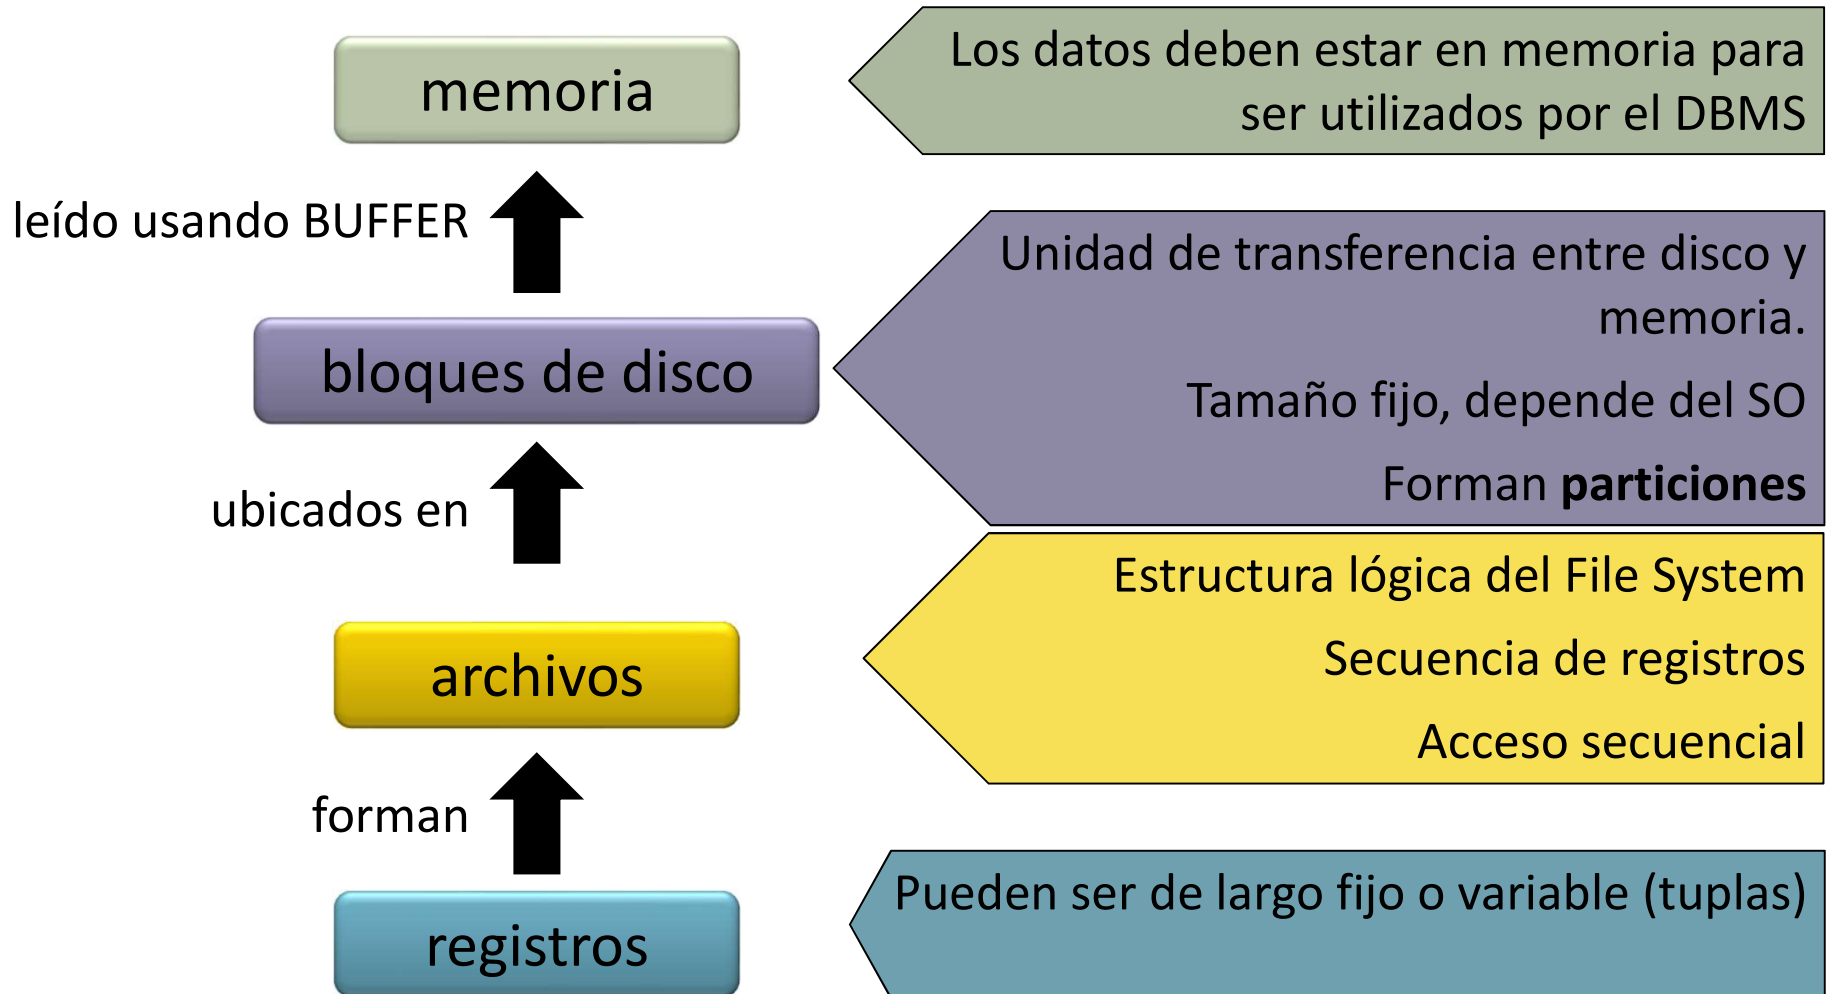 memoria
Los datos deben estar en memoria para
ser utilizados por el DBMS
leído usando BUFFER
bloques de disco
Unidad de transferencia entre disco y
memoria.
Tamaño fijo, depende del SO
Forman particiones
ubicados en
archivos
Estructura lógica del File System
Secuencia de registros
Acceso secuencial
forman
registros
Pueden ser de largo fijo o variable (tuplas)